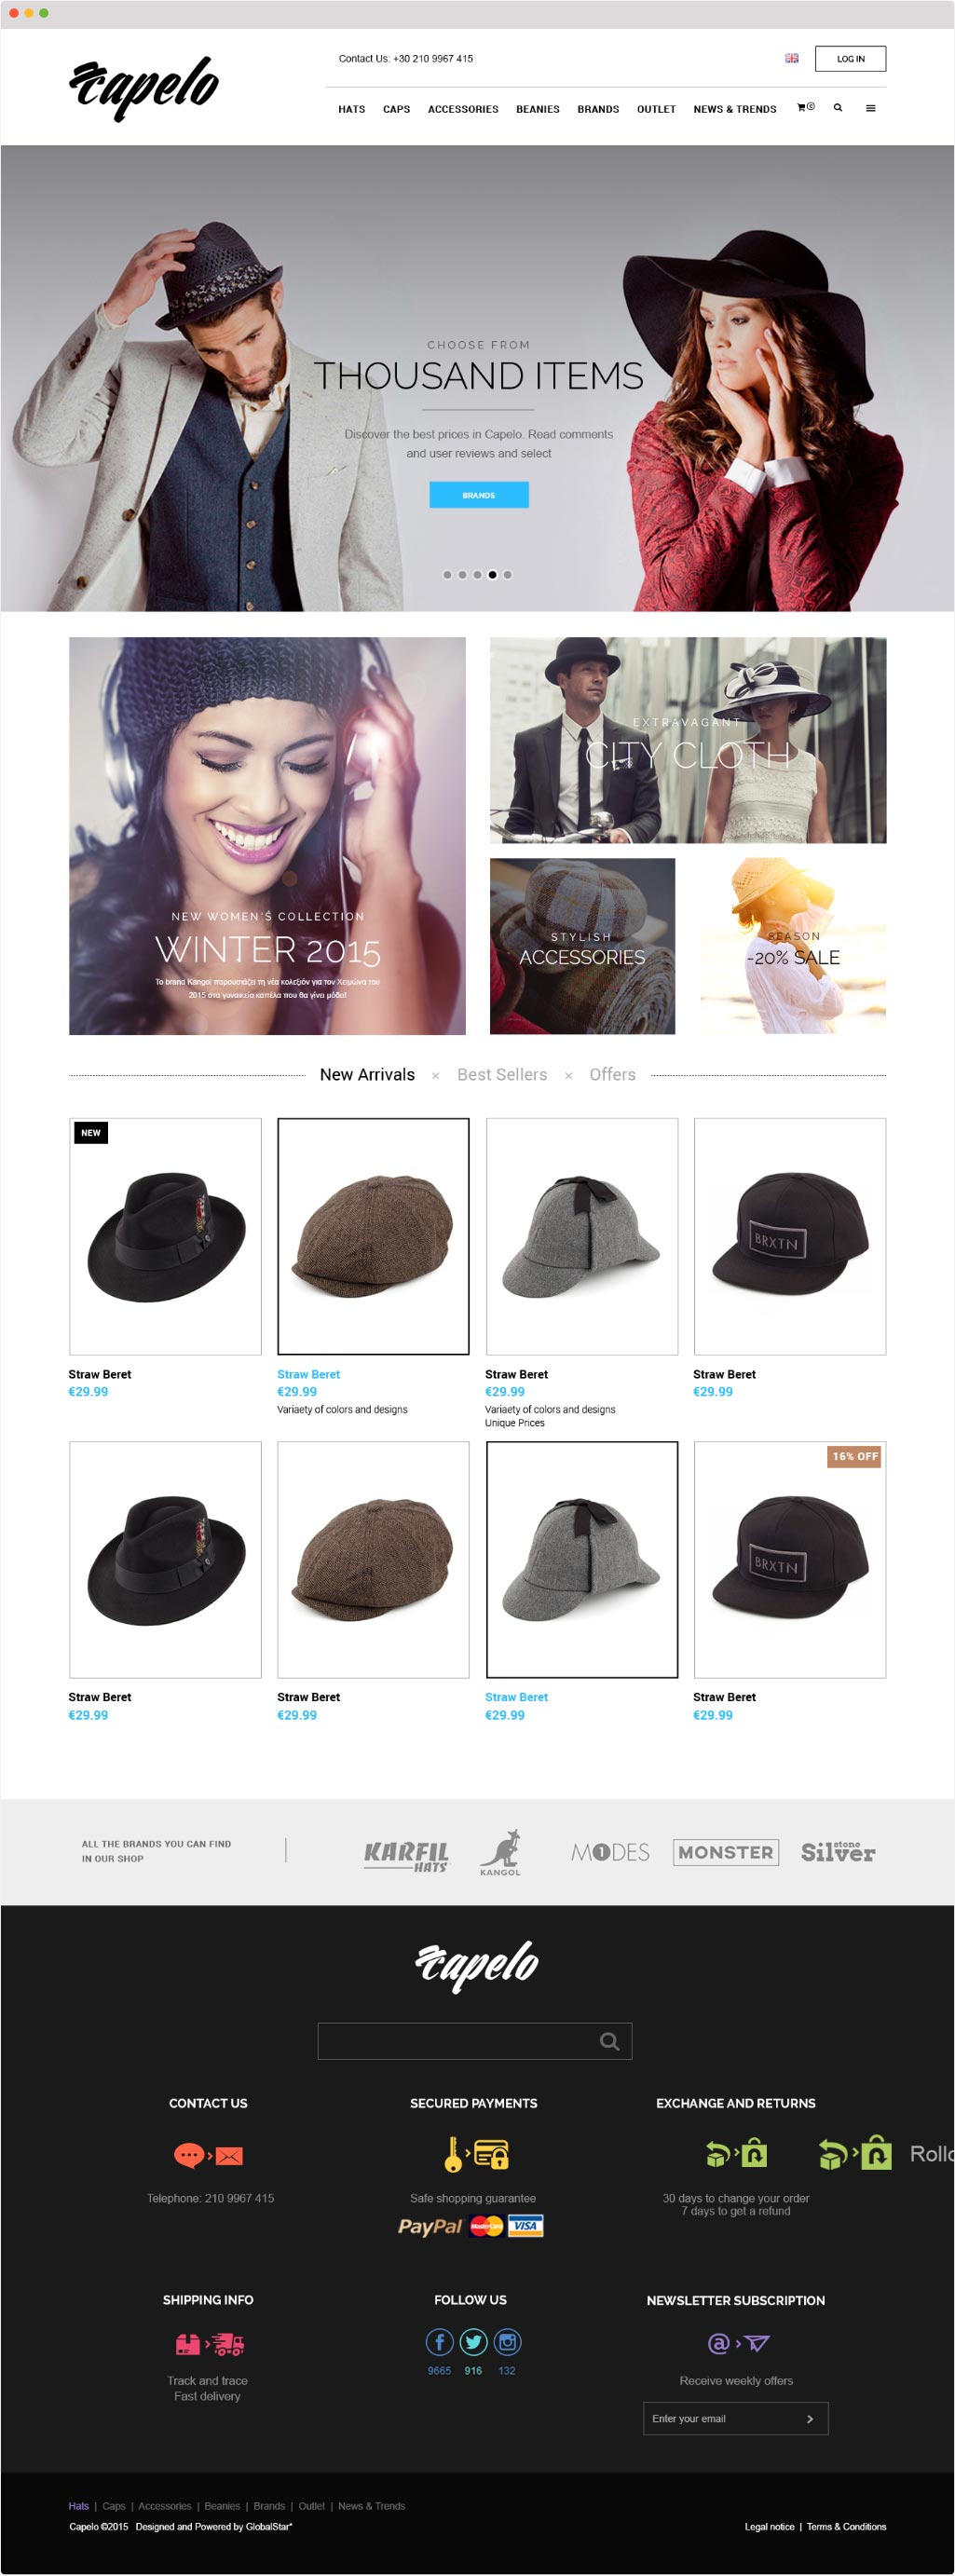 Capelo
Contact Us: +30 210 9967 415
LOG IN
HATS CAPS ACCESSORIES BEANIES BRANDS OUTLET NEWS & TRENDS
CHOOSE FROM
THOUSAND ITEMS
Discover the best prices in Capelo. Read comments
and user reviews and select
BRANDS
NEW WOMEN'S COLLECTION
WINTER 2015
Το brand Kangol παρουσιάζει τη νέα κολεξιόν για τον Χειμώνα του
2015 στα γυναικεία καπέλα που θα γίνει μόδα!
EXTRAVAGANT
CITY CLOTH
STYLISH
ACCESSORIES
SEASON
-20% SALE
New Arrivals × Best Sellers × Offers
NEW
BRXTN
Straw Beret
€29.99
Straw Beret
€29.99
Variaety of colors and designs
Straw Beret
€29.99
Variaety of colors and designs
Unique Prices
Straw Beret
€29.99
16% OFF
BRXTN
Straw Beret
€29.99
Straw Beret
€29.99
Straw Beret
€29.99
Straw Beret
€29.99
ALL THE BRANDS YOU CAN FIND
IN OUR SHOP
KARFIL
HATS
KANGOL
M1DES
MONSTER
stone
Silver
Capelo
CONTACT US
Telephone: 210 9967 415
SECURED PAYMENTS
Safe shopping guarantee
PayPal MasterCard VISA
EXCHANGE AND RETURNS
Rollo
30 days to change your order
7 days to get a refund
SHIPPING INFO
Track and trace
Fast delivery
FOLLOW US
9665 916 132
NEWSLETTER SUBSCRIPTION
Receive weekly offers
Enter your email
Hats | Caps | Accessories | Beanies | Brands | Outlet | News & Trends
Capelo ©2015 Designed and Powered by GlobalStar*
Legal notice | Terms & Conditions